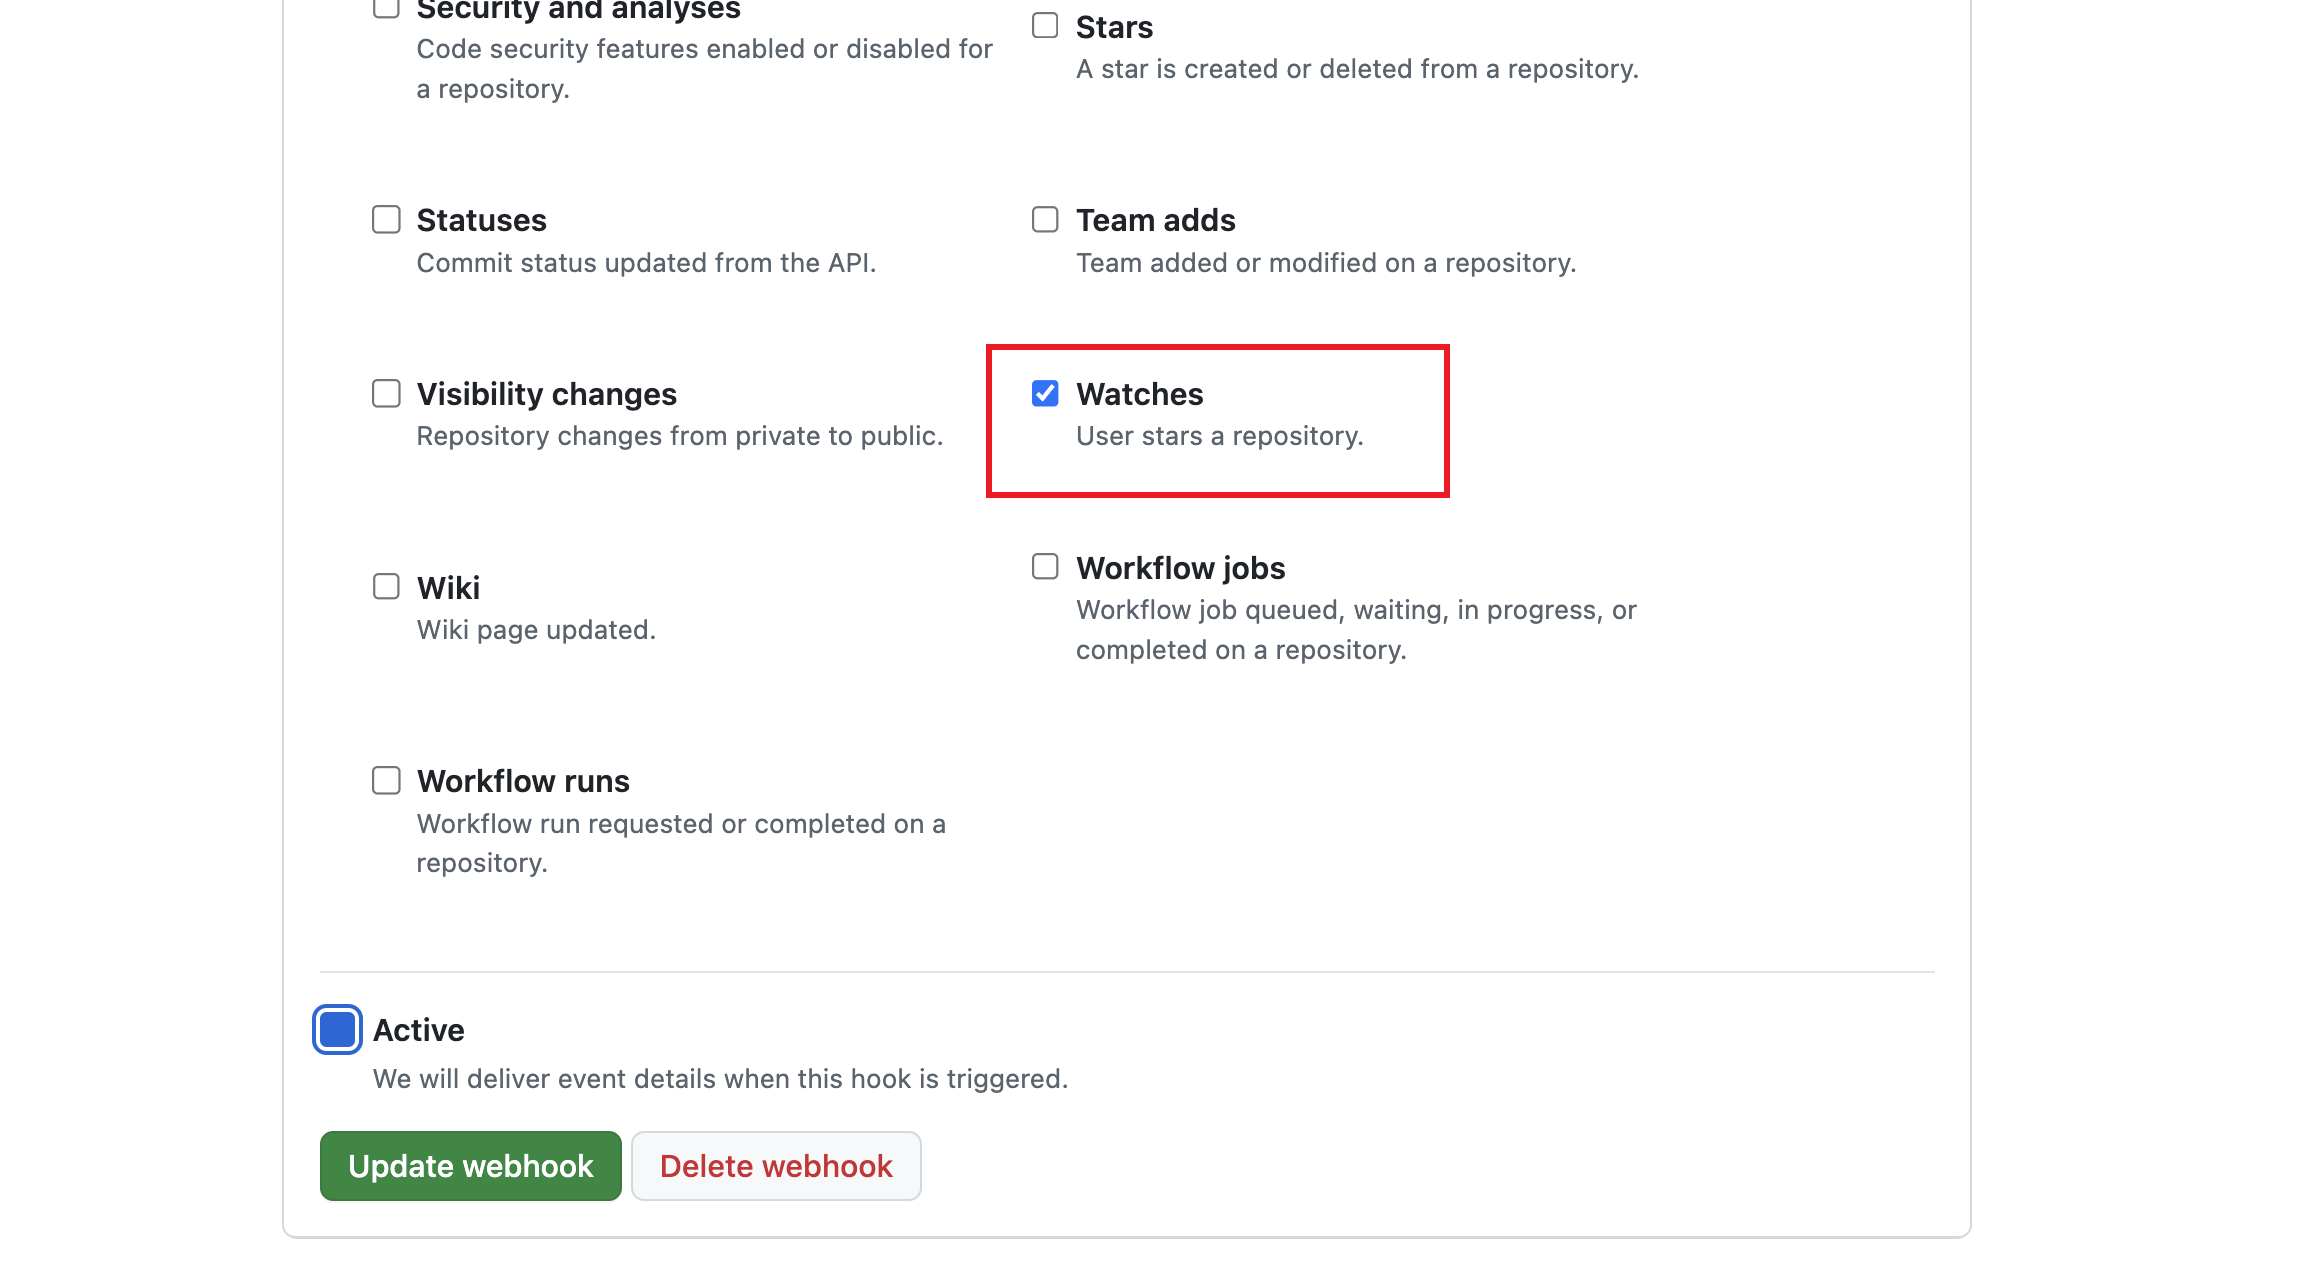 Security and analyses
Code security features enabled or disabled for
a repository.
Stars
A star is created or deleted from a repository.
Statuses
Commit status updated from the API.
Team adds
Team added or modified on a repository.
Visibility changes
Repository changes from private to public.
Watches
User stars a repository.
Wiki
Wiki page updated.
Workflow jobs
Workflow job queued, waiting, in progress, or
completed on a repository.
Workflow runs
Workflow run requested or completed on a
repository.
Active
We will deliver event details when this hook is triggered.
Update webhook
Delete webhook